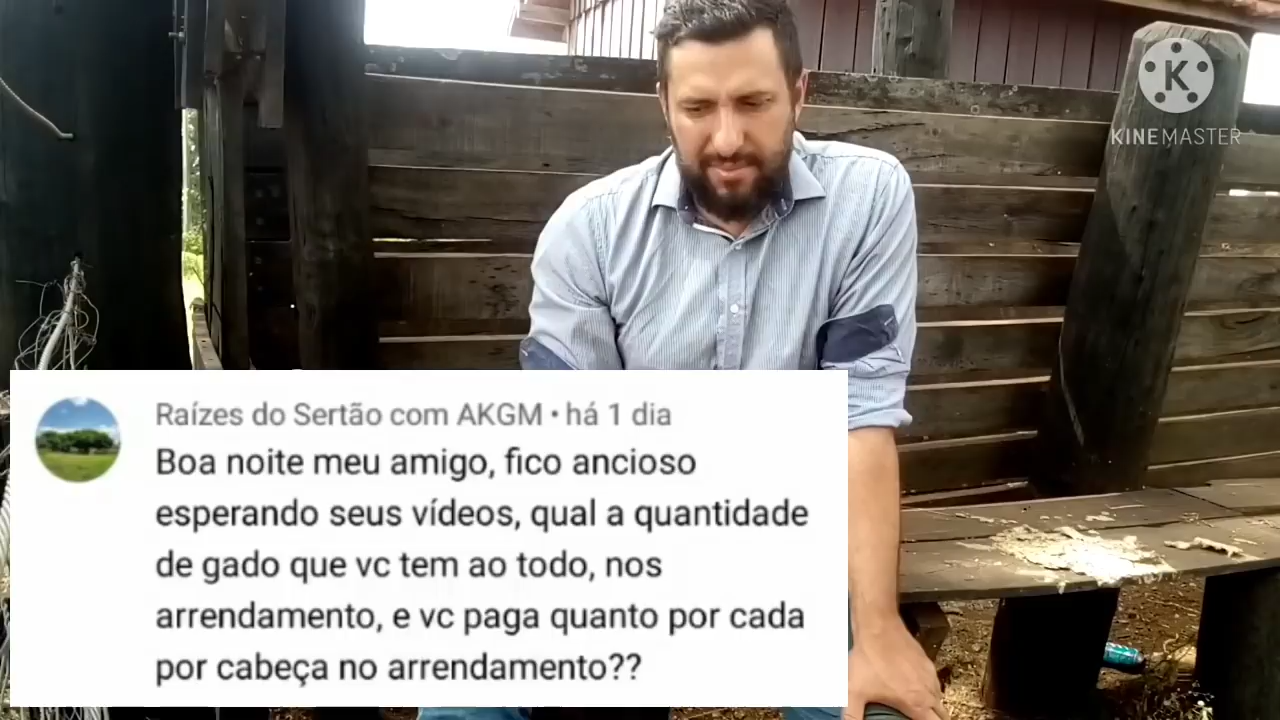 K
KINEMASTER
Raízes do Sertão com AKGM • há 1 dia
Boa noite meu amigo, fico ancioso
esperando seus vídeos, qual a quantidade
de gado que vc tem ao todo, nos
arrendamento, e vc paga quanto por cada
por cabeça no arrendamento??